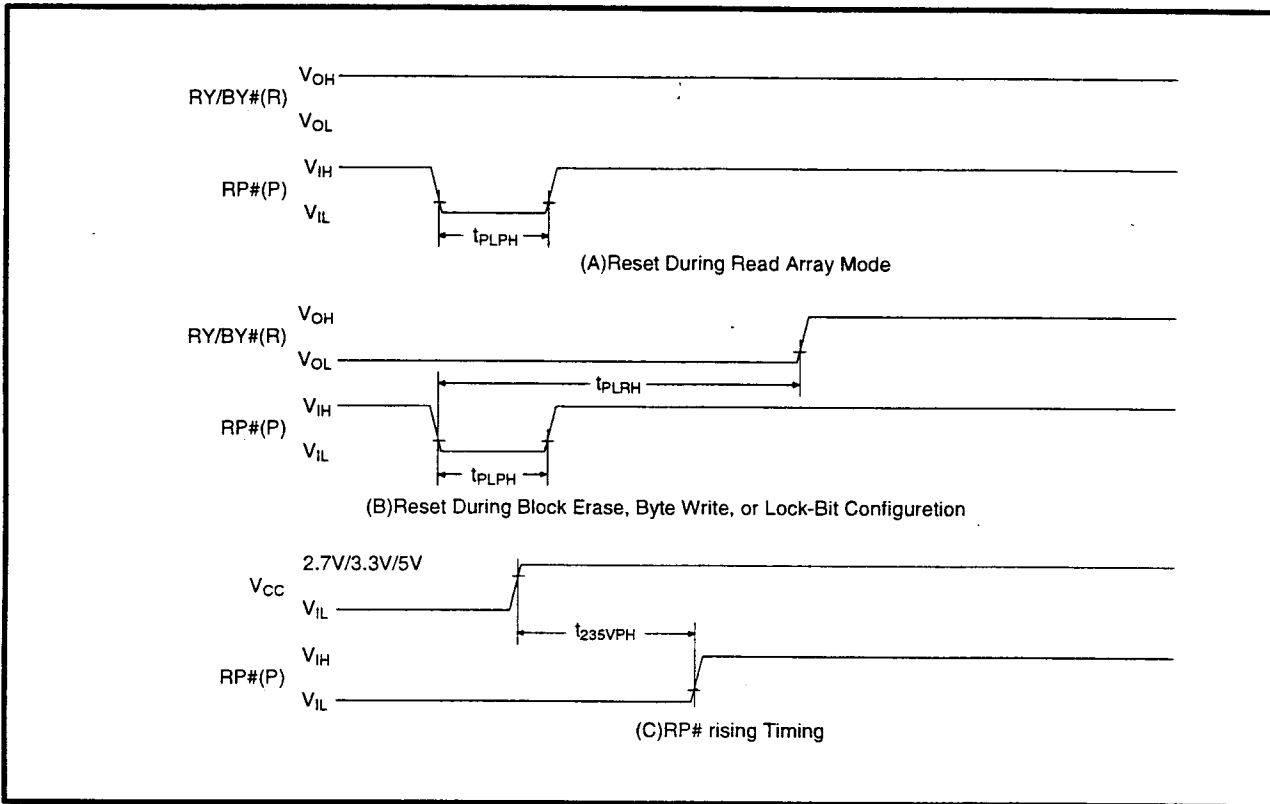 VOH
RY/BY#(R)
VOL
VIH
RP#(P)
VIL
tPLPH
(A)Reset During Read Array Mode
VOH
RY/BY#(R)
VOL
tPLRH
VIH
RP#(P)
VIL
tPLPH
(B)Reset During Block Erase, Byte Write, or Lock-Bit Configuretion
2.7V/3.3V/5V
VCC
VIL
t235VPH
VIH
RP#(P)
VIL
(C)RP# rising Timing